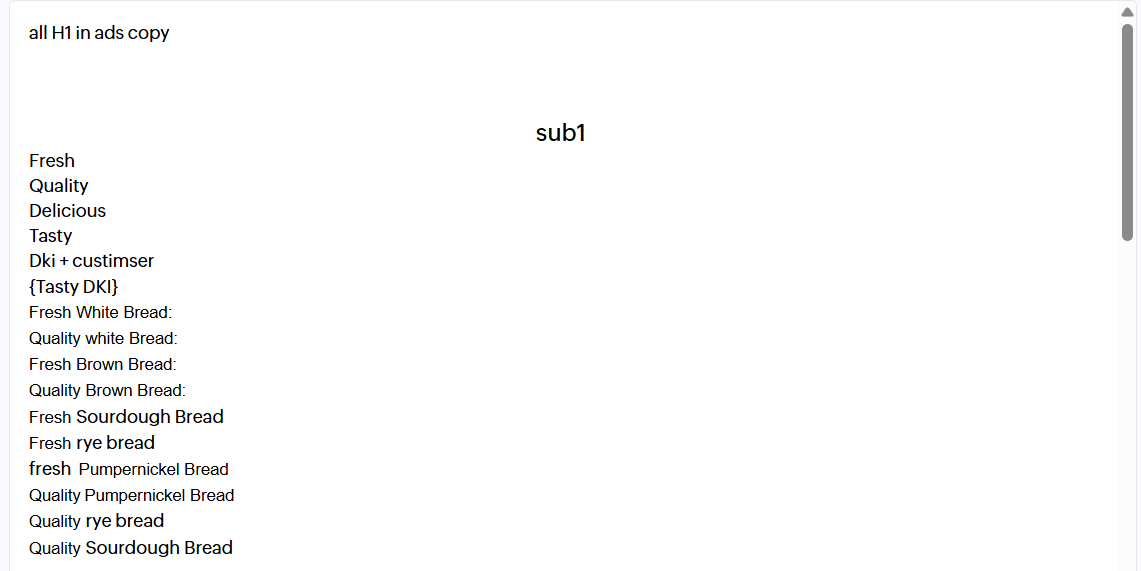 all H1 in ads copy
sub1
Fresh
Quality
Delicious
Tasty
Dki + custimser
{Tasty DKI}
Fresh White Bread:
Quality white Bread:
Fresh Brown Bread:
Quality Brown Bread:
Fresh Sourdough Bread
Fresh rye bread
fresh  Pumpernickel Bread
Quality Pumpernickel Bread
Quality rye bread
Quality Sourdough Bread